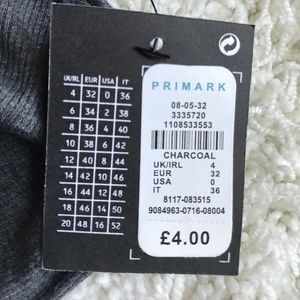 UK/IRL EUR USA IT
4 32 0 36
6 34 2 38
8 36 4 40
10 38 6 42
12 40 8 44
14 42 10 46
16 44 12 48
18 46 14 50
20 48 16 52
PRIMARK
08-05-32
3335720
1108533553
CHARCOAL
UK/IRL 4
EUR 32
USA 0
IT 36
8117-083515
9084963-0716-08004
£4.00